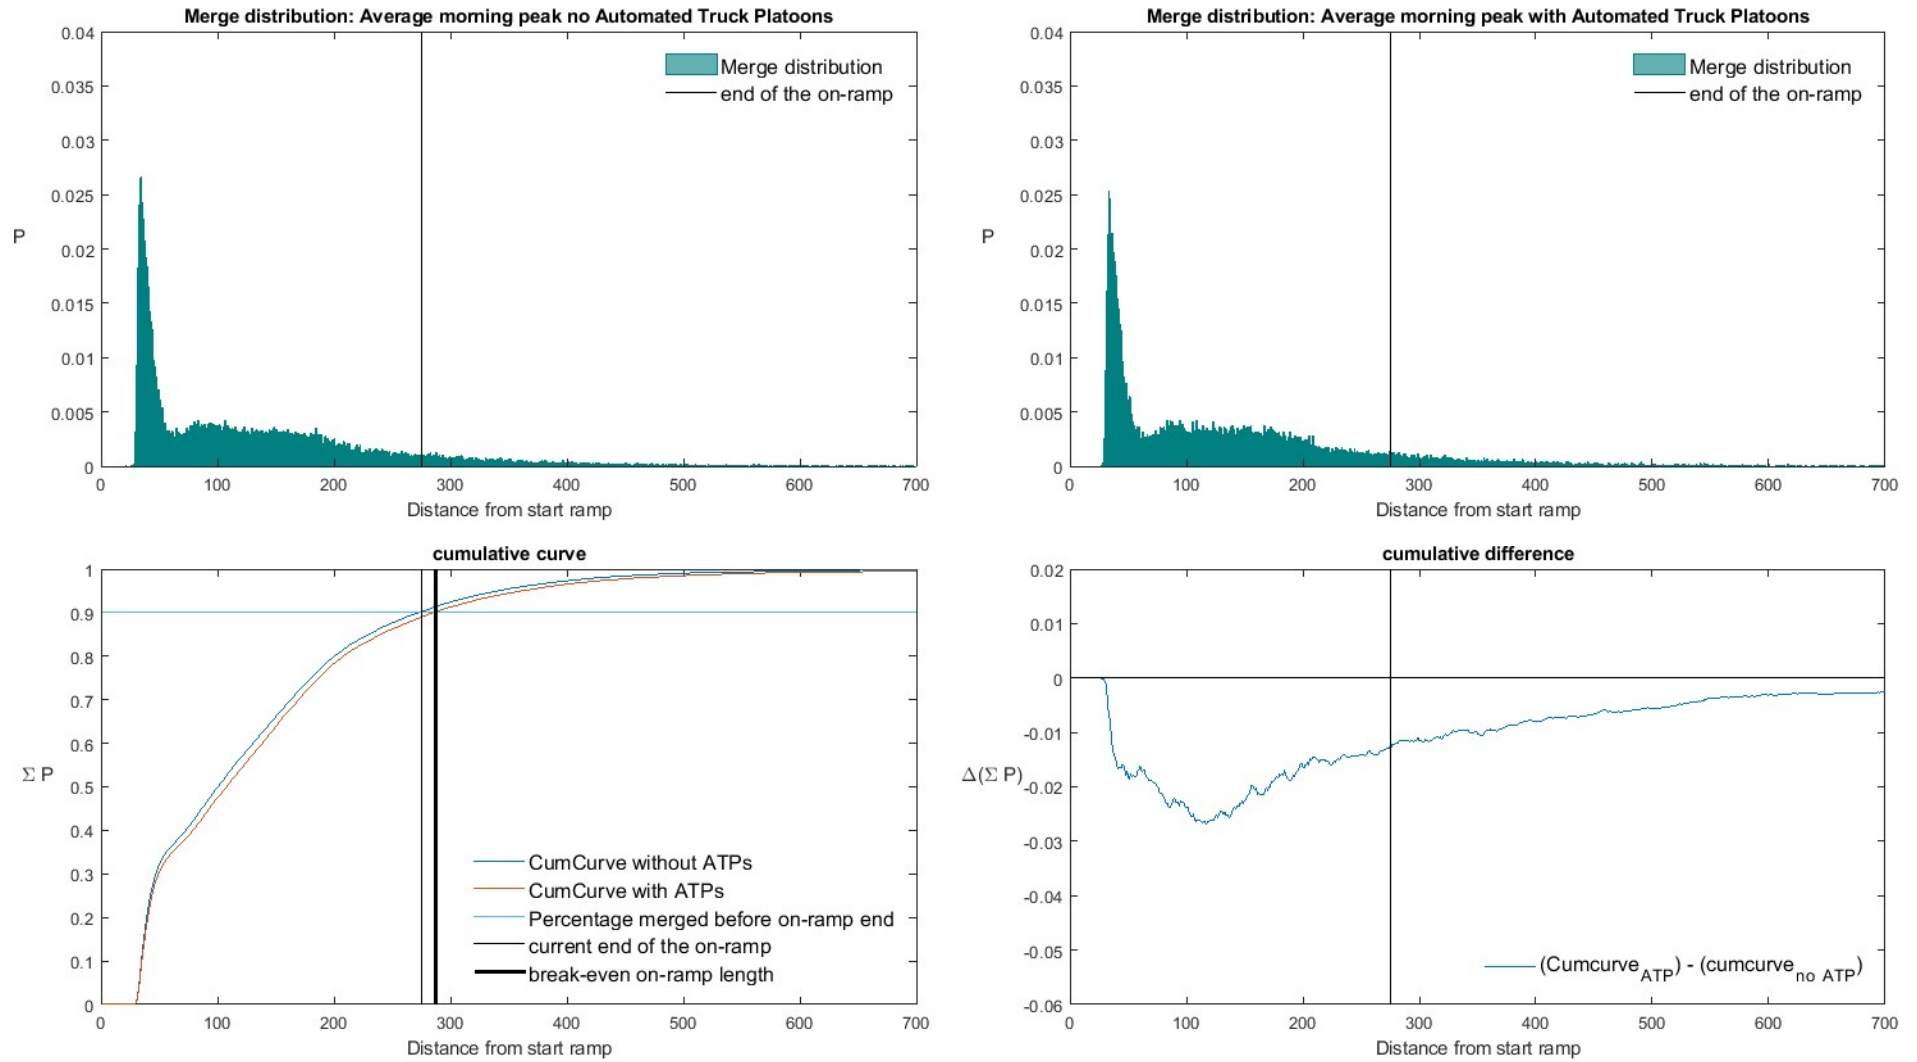 Merge distribution: Average morning peak no Automated Truck Platoons
0.04
0.035
0.03
0.025
0.02
0.015
0.01
0.005
0
P
Merge distribution
end of the on-ramp
0 100 200 300 400 500 600 700
Distance from start ramp
Merge distribution: Average morning peak with Automated Truck Platoons
0.04
0.035
0.03
0.025
0.02
0.015
0.01
0.005
0
P
Merge distribution
end of the on-ramp
0 100 200 300 400 500 600 700
Distance from start ramp
cumulative curve
1
0.9
0.8
0.7
0.6
0.5
0.4
0.3
0.2
0.1
0
Σ P
CumCurve without ATPs
CumCurve with ATPs
Percentage merged before on-ramp end
current end of the on-ramp
break-even on-ramp length
0 100 200 300 400 500 600 700
Distance from start ramp
cumulative difference
0.02
0.01
0
-0.01
-0.02
-0.03
-0.04
-0.05
-0.06
Δ(Σ P)
(Cumcurve ATP) - (cumcurve no ATP)
0 100 200 300 400 500 600 700
Distance from start ramp